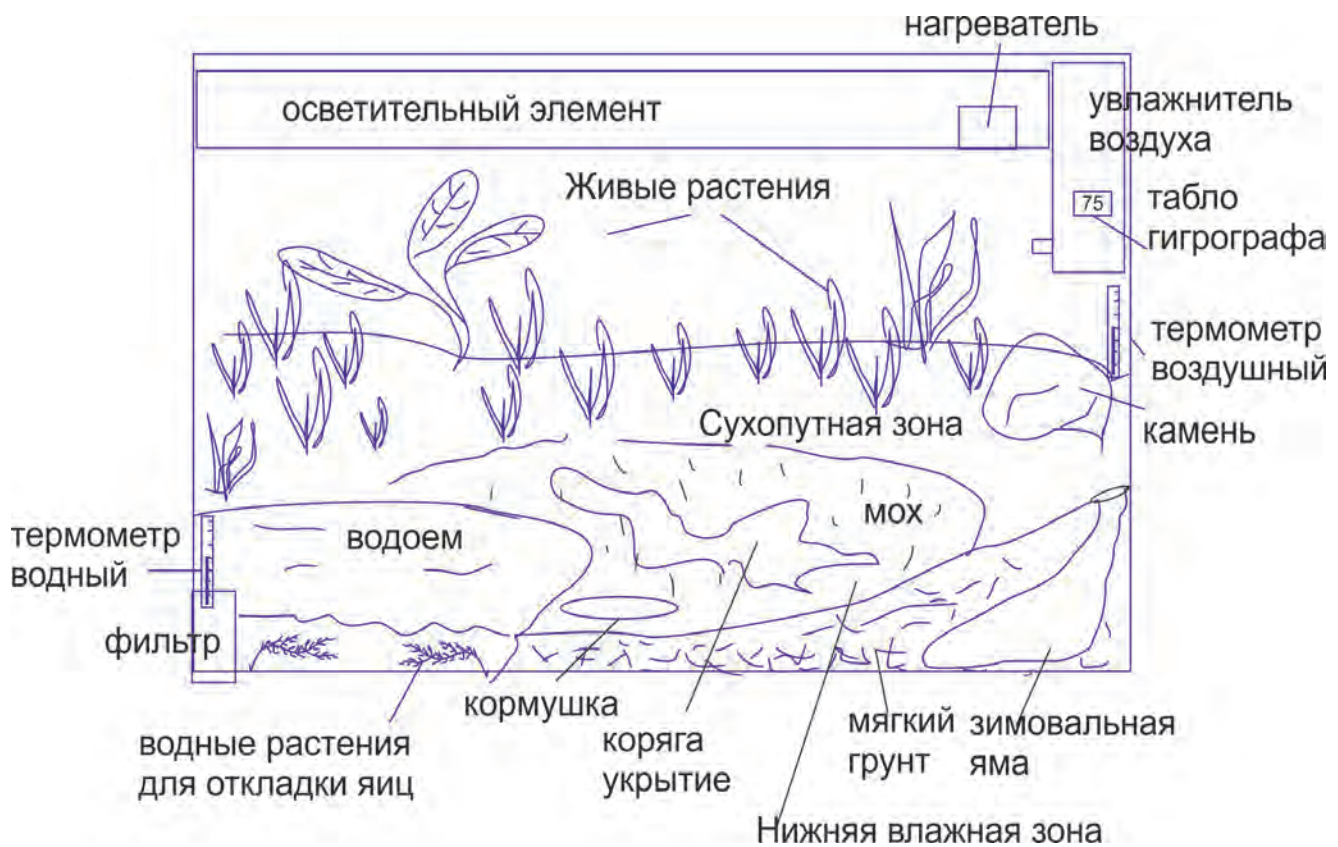 нагреватель
осветительный элемент
увлажнитель
воздуха
Живые растения
75
табло
гигрографа
термометр
воздушный
Сухопутная зона
камень
мох
термометр
водный
водоем
фильтр
кормушка
водные растения
для откладки яиц
коряга
укрытие
мягкий
грунт
зимовальная
яма
Нижняя влажная зона